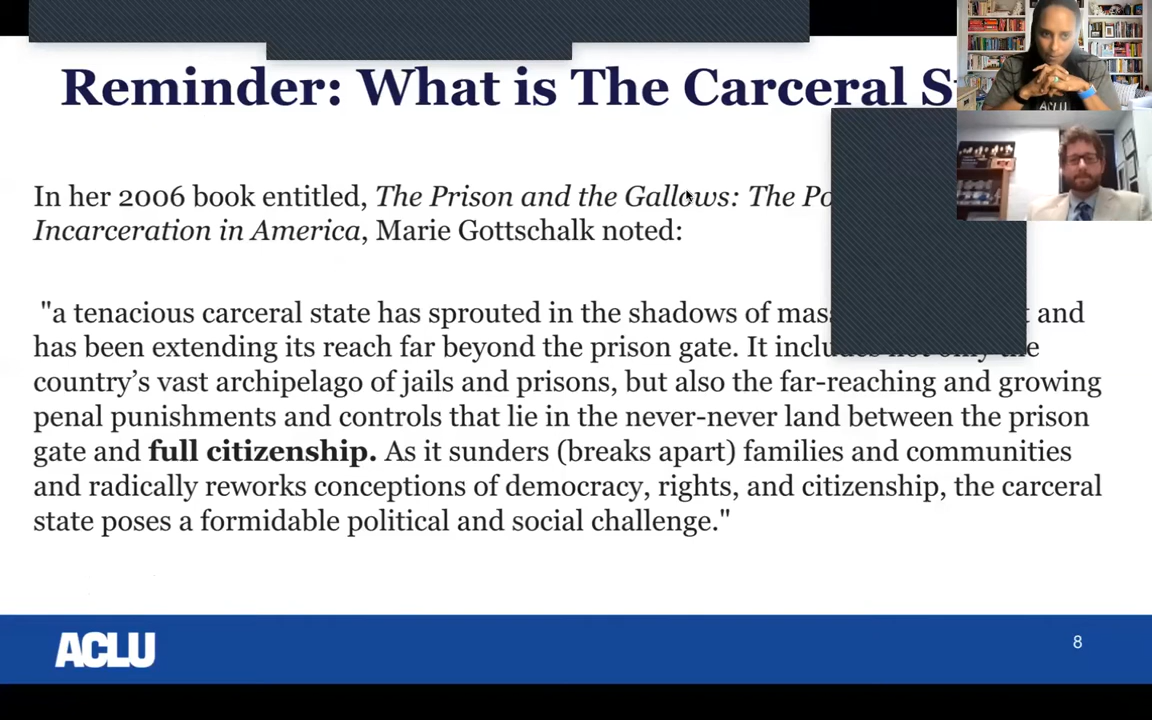 Reminder: What is The Carceral
In her 2006 book entitled, The Prison and the Gallows: The
Incarceration in America, Marie Gottschalk noted:
"a tenacious carceral state has sprouted in the shadows of and
has been extending its reach far beyond the prison gate. It the
country’s vast archipelago of jails and prisons, but also the far-reaching and growing
penal punishments and controls that lie in the never-never land between the prison
gate and full citizenship. As it sunders (breaks apart) families and communities
and radically reworks conceptions of democracy, rights, and citizenship, the carceral
state poses a formidable political and social challenge."
ACLU
8
ACLU